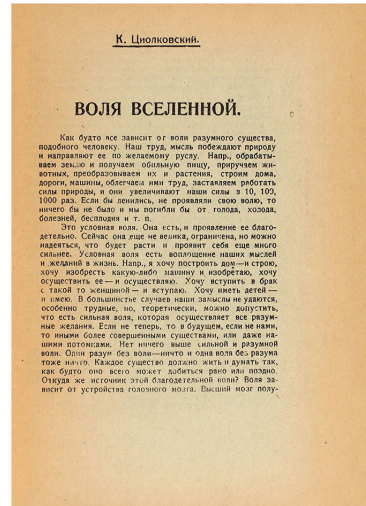 К. Циолковский.
ВОЛЯ ВСЕЛЕННОЙ.
Как будто все зависит от воли разумного существа,
подобного человеку. Наш труд, мысль побеждают природу
и направляют ее по желаемому руслу. Напр., обрабатываем
землю и получаем обильную пищу, приручаем жи-
вотных, преобразовываем их и растения, строим дома,
дороги, машины, облегчаем ими труд, заставляем работать
силы природы, и они увеличивают наши силы в 10, 100,
1000 раз. Если бы ленились, не проявляли свою волю, то
ничего бы не было и мы погибли бы от голода, холода,
болезней, бесплодия и т. п.
Это условная воля. Она есть, и проявление ее благо-
детельно. Сейчас она еще не велика, ограничена, но можно
надеяться, что будет расти и проявит себя еще много
сильнее. Условная воля есть воплощение наших мыслей
и желаний в жизнь. Напр., я хочу построить дом—и строю,
хочу изобресть какую-либо машину и изобретаю, хочу
осуществить ее—и осуществляю. Хочу вступить в брак
с такой то женщиной—и вступаю. Хочу иметь детей—
и имею. В большинстве случаев наши замыслы не удаются,
особенно трудные, но, теоретически, можно допустить,
что есть сильная воля, которая осуществляет все разум-
ные желания. Если не теперь, то в будущем, если не нами,
то иными более совершенными существами, или даже на-
шими потомками. Нет ничего выше сильной и разумной
воли. Один разум без воли—ничто и одна воля без разума
тоже ничто. Каждое существо должно жить и думать так,
как будто оно всего может добиться рано или поздно.
Откуда же источник этой благодетельной воли? Воля за-
висит от устройства головного мозга. Высший мозг полу-